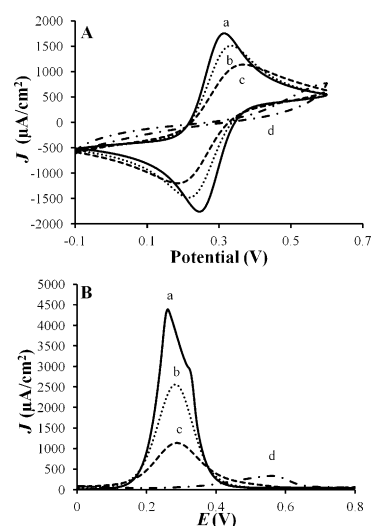 A
J (µA/cm²)
2000
1500
1000
500
0
-500
-1000
-1500
-2000
a
b
c
d
-0.1
0.1
0.3
0.5
0.7
Potential (V)
B
J (µA/cm²)
5000
4500
4000
3500
3000
2500
2000
1500
1000
500
0
a
b
c
d
0
0.2
0.4
0.6
0.8
E (V)